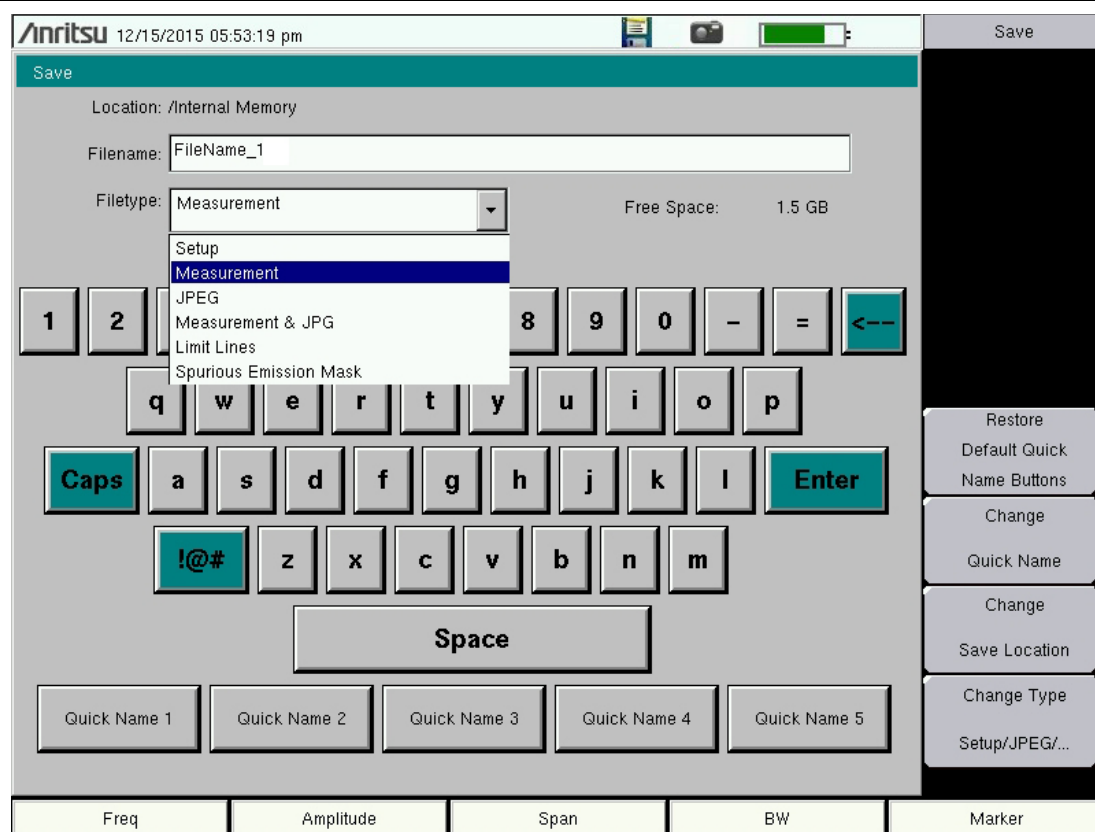 Anritsu 12/15/2015 05:53:19 pm
Save
Save
Location: /Internal Memory
Filename: FileName_1
Filetype: Measurement
Free Space: 1.5 GB
Setup
Measurement
JPEG
Measurement & JPG
Limit Lines
Spurious Emission Mask
1 2 8 9 0 - = <--
q w e r t y u i o p
Caps a s d f g h j k l Enter
!@# z x c v b n m
Space
Quick Name 1 Quick Name 2 Quick Name 3 Quick Name 4 Quick Name 5
Restore
Default Quick
Name Buttons
Change
Quick Name
Change
Save Location
Change Type
Setup/JPEG/...
Freq Amplitude Span BW Marker